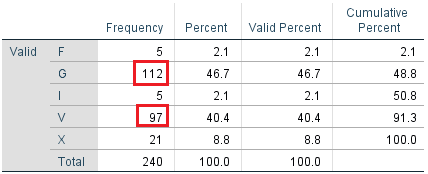 Cumulative
Frequency Percent Valid Percent Percent
Valid F 5 2.1 2.1 2.1
G 112 46.7 46.7 48.8
I 5 2.1 2.1 50.8
V 97 40.4 40.4 91.3
X 21 8.8 8.8 100.0
Total 240 100.0 100.0